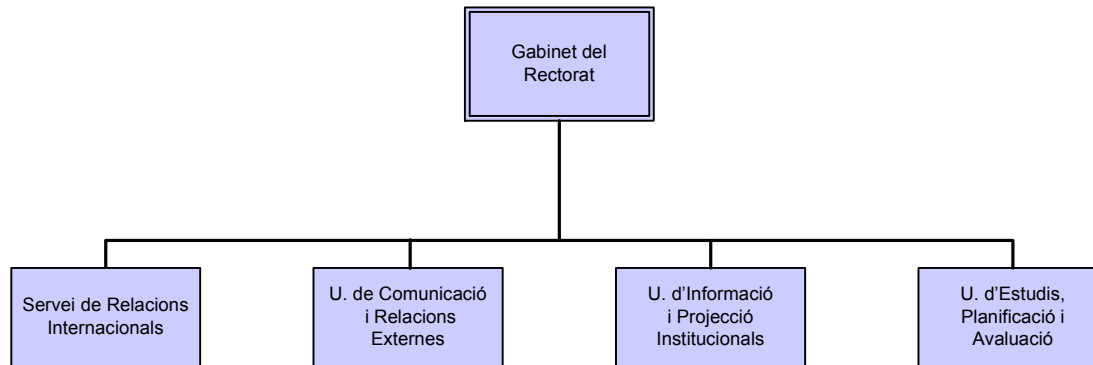 Gabinet del
Rectorat
Servei de Relacions
Internacionals
U. de Comunicació
i Relacions
Externes
U. d’Informació
i Projecció
Institucionals
U. d’Estudis,
Planificació i
Avaluació